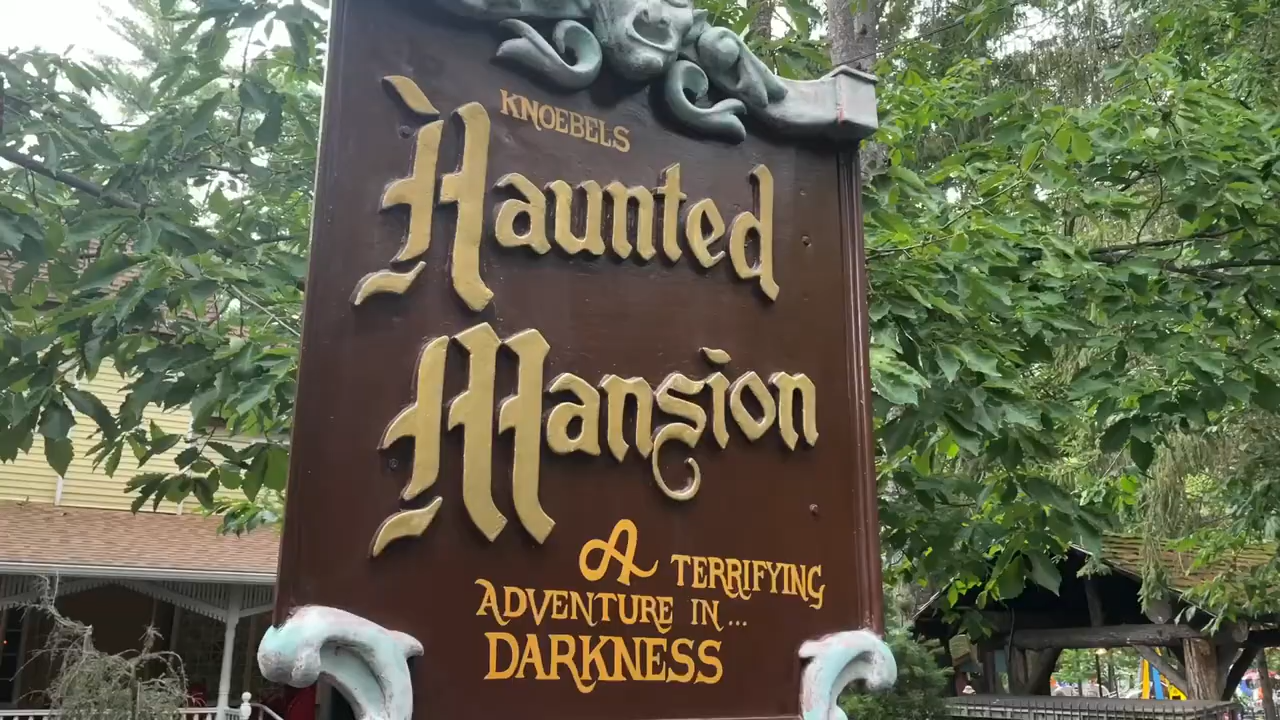 KNOEBELS
Haunted
Mansion
A TERRIFYING
ADVENTURE IN...
DARKNESS